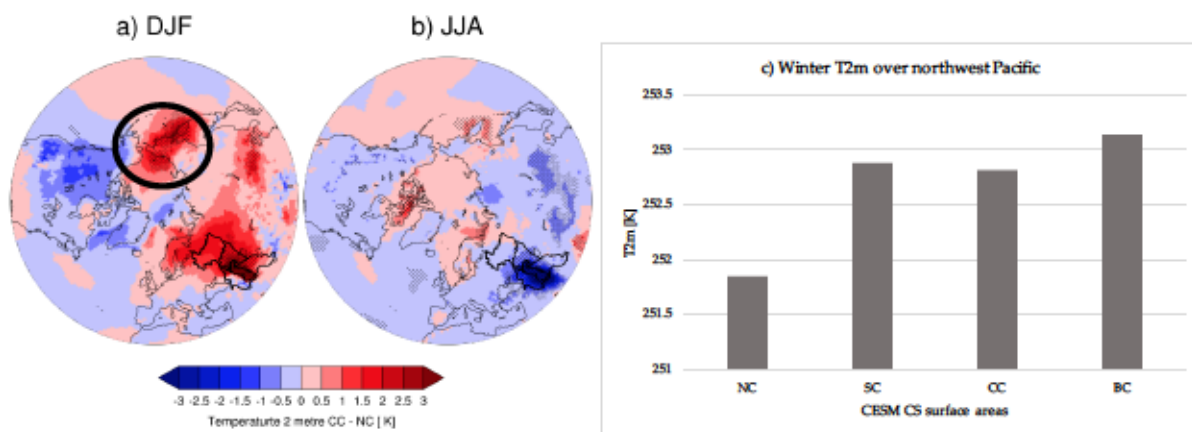 a) DJF
b) JJA
-3 -2.5 -2 -1.5 -1 -0.5 0 0.5 1 1.5 2 2.5 3
Temperaturte 2 metre CC - NC [ K]
c) Winter T2m over northwest Pacific
253.5
253
252.5
252
251.5
251
T2m [K]
NC SC CC BC
CESM CS surface areas